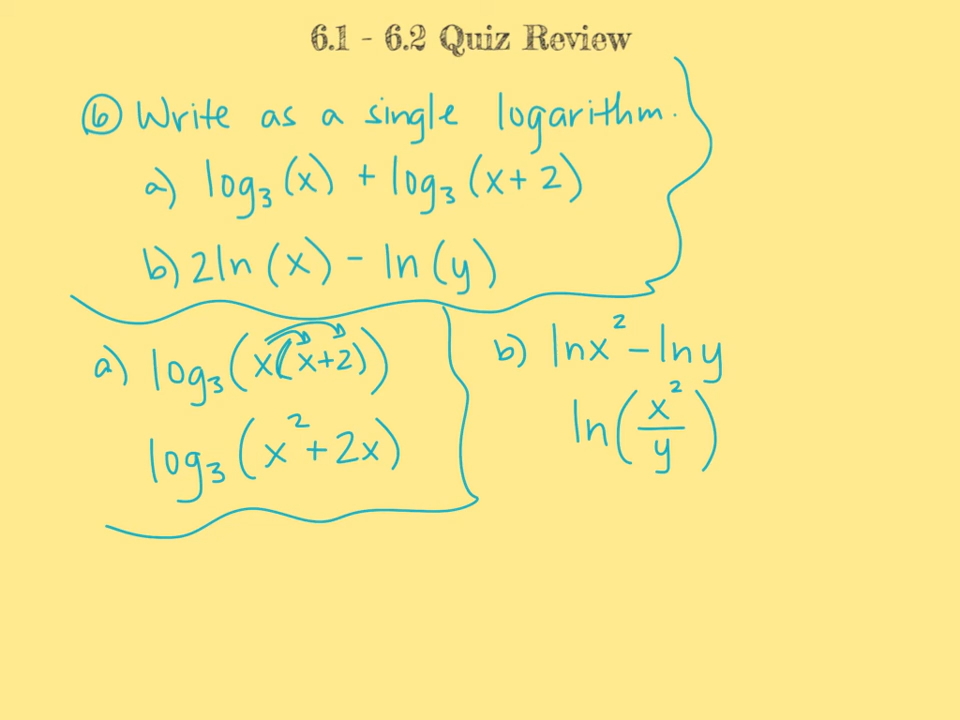 6.1 - 6.2 Quiz Review
⑥ Write as a single logarithm.
a) log₃(x) + log₃(x+2)
b) 2ln(x) - ln(y)
a) log₃(x(x+2))
log₃(x²+2x)
b) lnx² - lny
ln(x²/y)